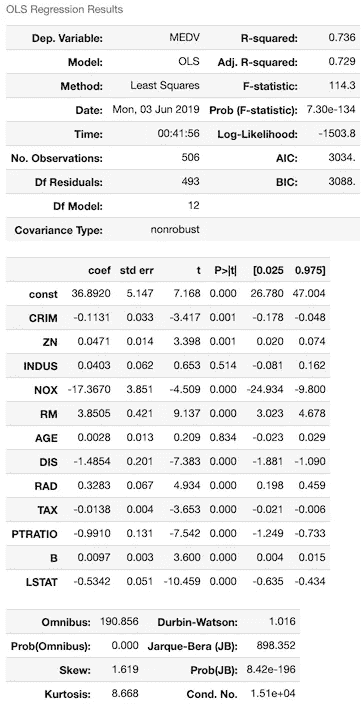 OLS Regression Results
Dep. Variable: MEDV R-squared: 0.736
Model: OLS Adj. R-squared: 0.729
Method: Least Squares F-statistic: 114.3
Date: Mon, 03 Jun 2019 Prob (F-statistic): 7.30e-134
Time: 00:41:56 Log-Likelihood: -1503.8
No. Observations: 506 AIC: 3034.
Df Residuals: 493 BIC: 3088.
Df Model: 12
Covariance Type: nonrobust
coef std err t P>|t| [0.025 0.975]
const 36.8920 5.147 7.168 0.000 26.780 47.004
CRIM -0.1131 0.033 -3.417 0.001 -0.178 -0.048
ZN 0.0471 0.014 3.398 0.001 0.020 0.074
INDUS 0.0403 0.062 0.653 0.514 -0.081 0.162
NOX -17.3670 3.851 -4.509 0.000 -24.934 -9.800
RM 3.8505 0.421 9.137 0.000 3.023 4.678
AGE 0.0028 0.013 0.209 0.834 -0.023 0.029
DIS -1.4854 0.201 -7.383 0.000 -1.881 -1.090
RAD 0.3283 0.067 4.934 0.000 0.198 0.459
TAX -0.0138 0.004 -3.653 0.000 -0.021 -0.006
PTRATIO -0.9910 0.131 -7.542 0.000 -1.249 -0.733
B 0.0097 0.003 3.600 0.000 0.004 0.015
LSTAT -0.5342 0.051 -10.459 0.000 -0.635 -0.434
Omnibus: 190.856 Durbin-Watson: 1.016
Prob(Omnibus): 0.000 Jarque-Bera (JB): 898.352
Skew: 1.619 Prob(JB): 8.42e-196
Kurtosis: 8.668 Cond. No. 1.51e+04